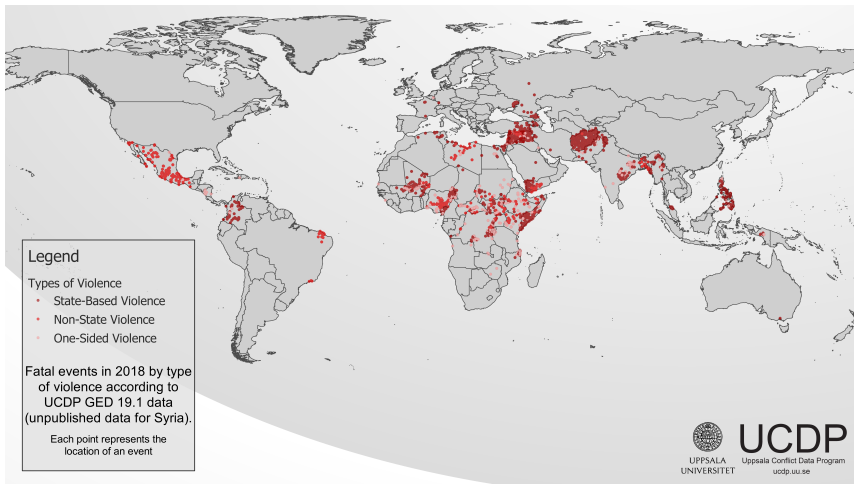 Legend
Types of Violence
State-Based Violence
Non-State Violence
One-Sided Violence
Fatal events in 2018 by type
of violence according to
UCDP GED 19.1 data
(unpublished data for Syria).
Each point represents the
location of an event
UPPSALA
UNIVERSITET
UCDP
Uppsala Conflict Data Program
ucdp.uu.se